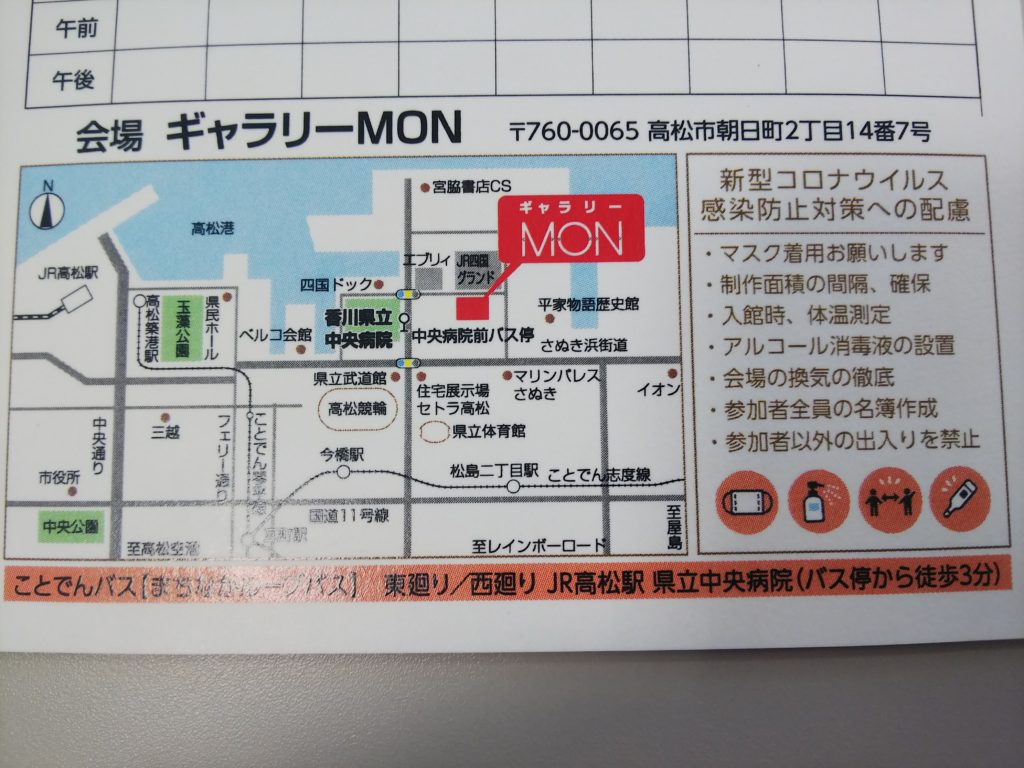 午前
午後
会場 ギャラリーMON 〒760-0065 高松市朝日町2丁目14番7号
N
宮脇書店CS
高松港
ギャラリー
MON
JR高松駅
エブリィ
JR四国
グランド
四国ドック
高松築港駅
玉藻公園
県民ホール
ベルコ会館
香川県立
中央病院
中央病院前バス停
平家物語歴史館
さぬき浜街道
県立武道館
住宅展示場
セトラ高松
マリンパレス
さぬき
イオン
高松競輪
県立体育館
中央通り
三越
フェリー通り
ことでん琴平線
今橋駅
松島二丁目駅
ことでん志度線
市役所
中央公園
国道11号線
瓦町駅
至高松空港
至レインボーロード
至屋島
新型コロナウイルス
感染防止対策への配慮
・マスク着用お願いします
・制作面積の間隔、確保
・入館時、体温測定
・アルコール消毒液の設置
・会場の換気の徹底
・参加者全員の名簿作成
・参加者以外の出入りを禁止
ことでんバス【まちなかループバス】 東廻り／西廻り JR高松駅 県立中央病院(バス停から徒歩3分)